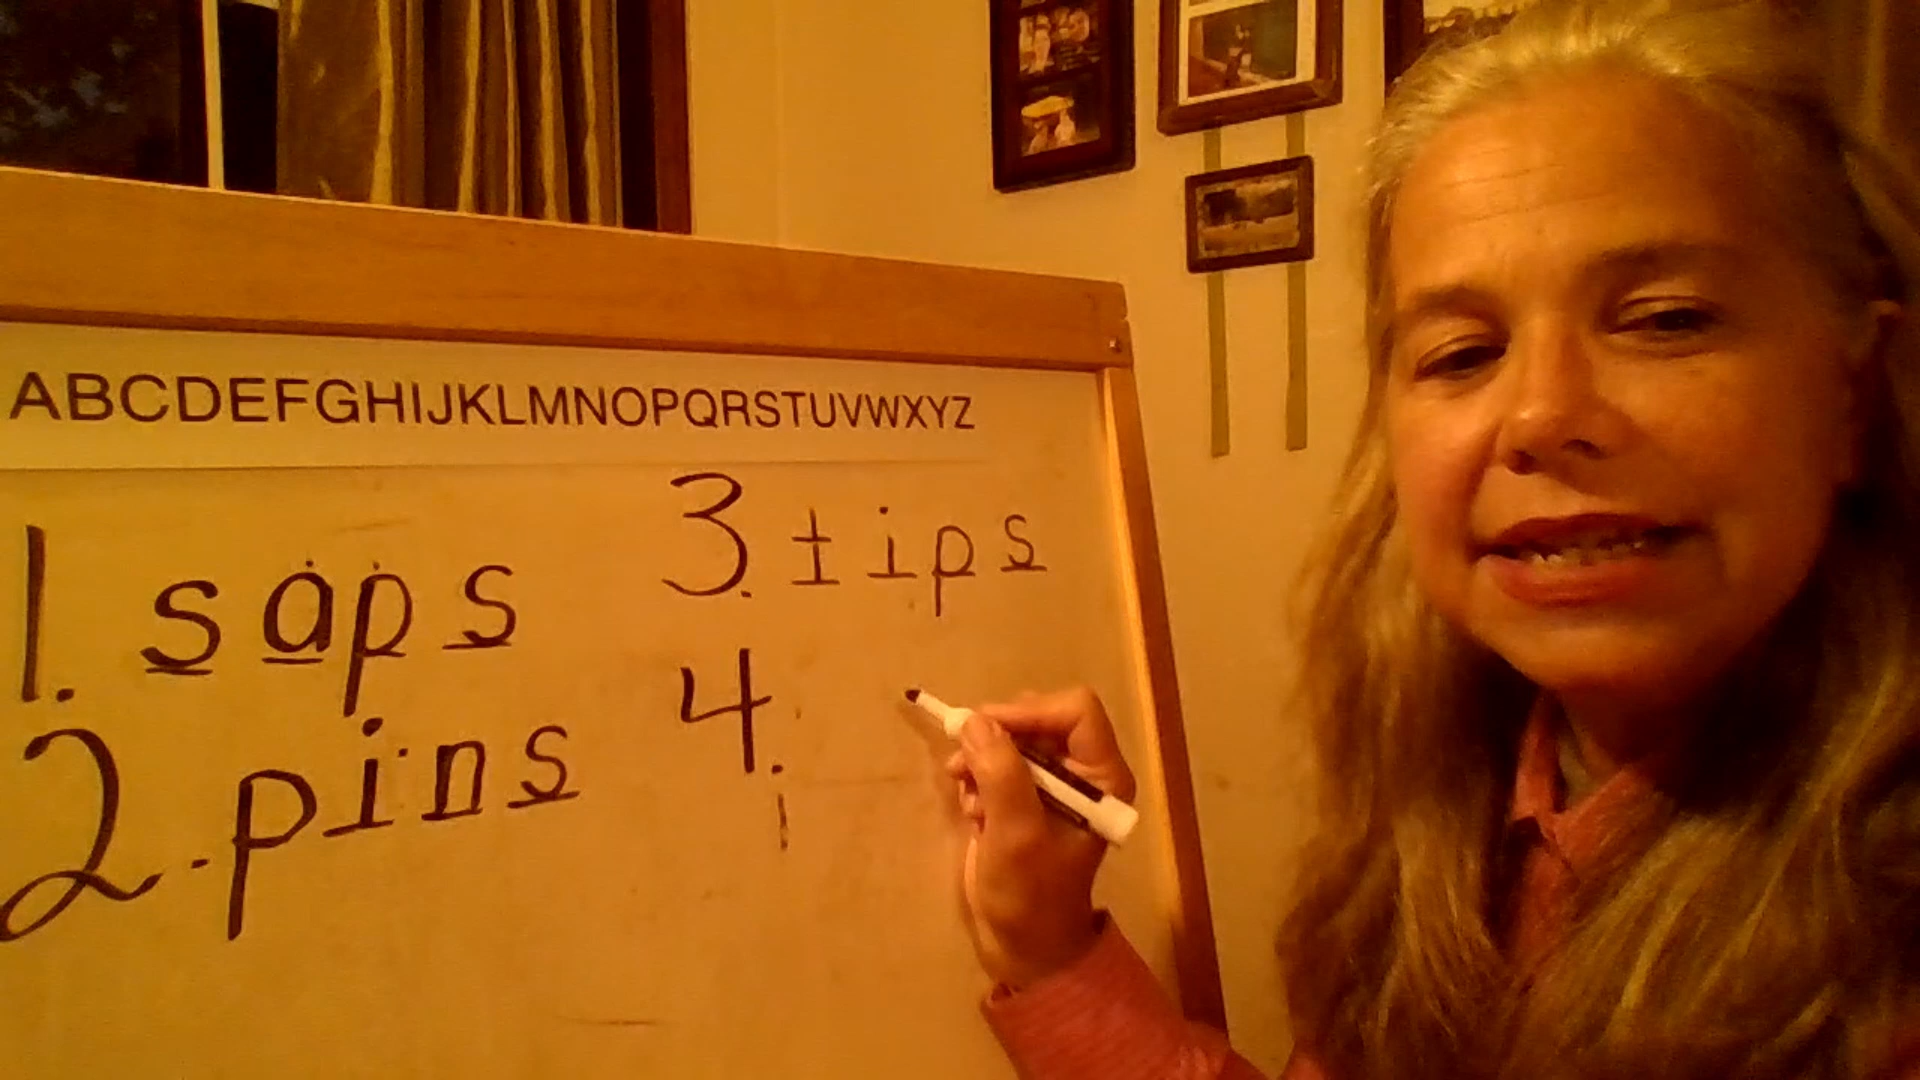 ABCDEFGHIJKLMNOPQRSTUVWXYZ
1. saps
2. pins
3. tips
4.